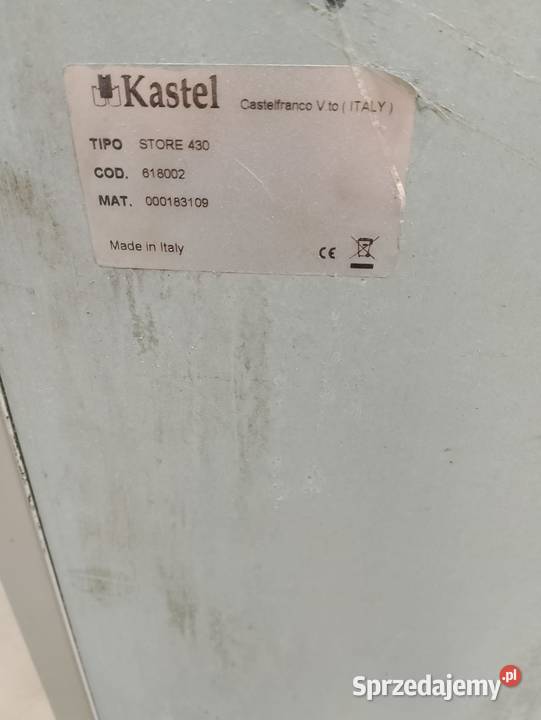 Kastel Castelfranco V.to ( ITALY )
TIPO STORE 430
COD. 618002
MAT. 000183109
Made in Italy CE
Sprzedajemy.pl